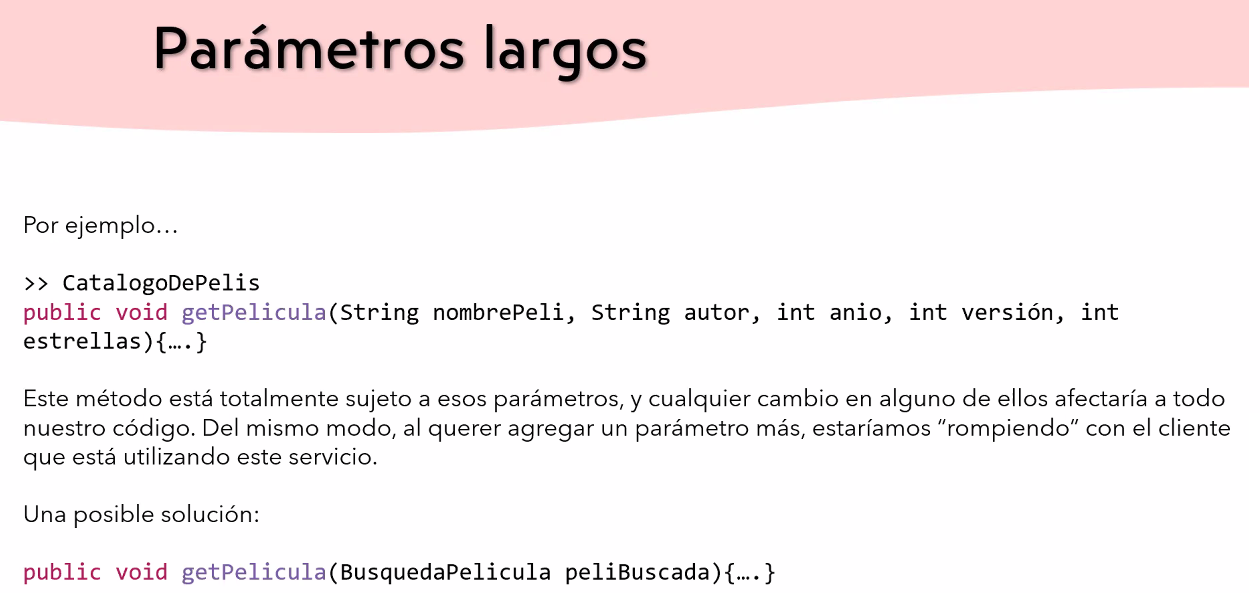 Parámetros largos
Por ejemplo…
>> CatalogoDePelis
public void getPelicula(String nombrePeli, String autor, int anio, int versión, int
estrellas){….}
Este método está totalmente sujeto a esos parámetros, y cualquier cambio en alguno de ellos afectaría a todo
nuestro código. Del mismo modo, al querer agregar un parámetro más, estaríamos “rompiendo” con el cliente
que está utilizando este servicio.
Una posible solución:
public void getPelicula(BusquedaPelicula peliBuscada){….}